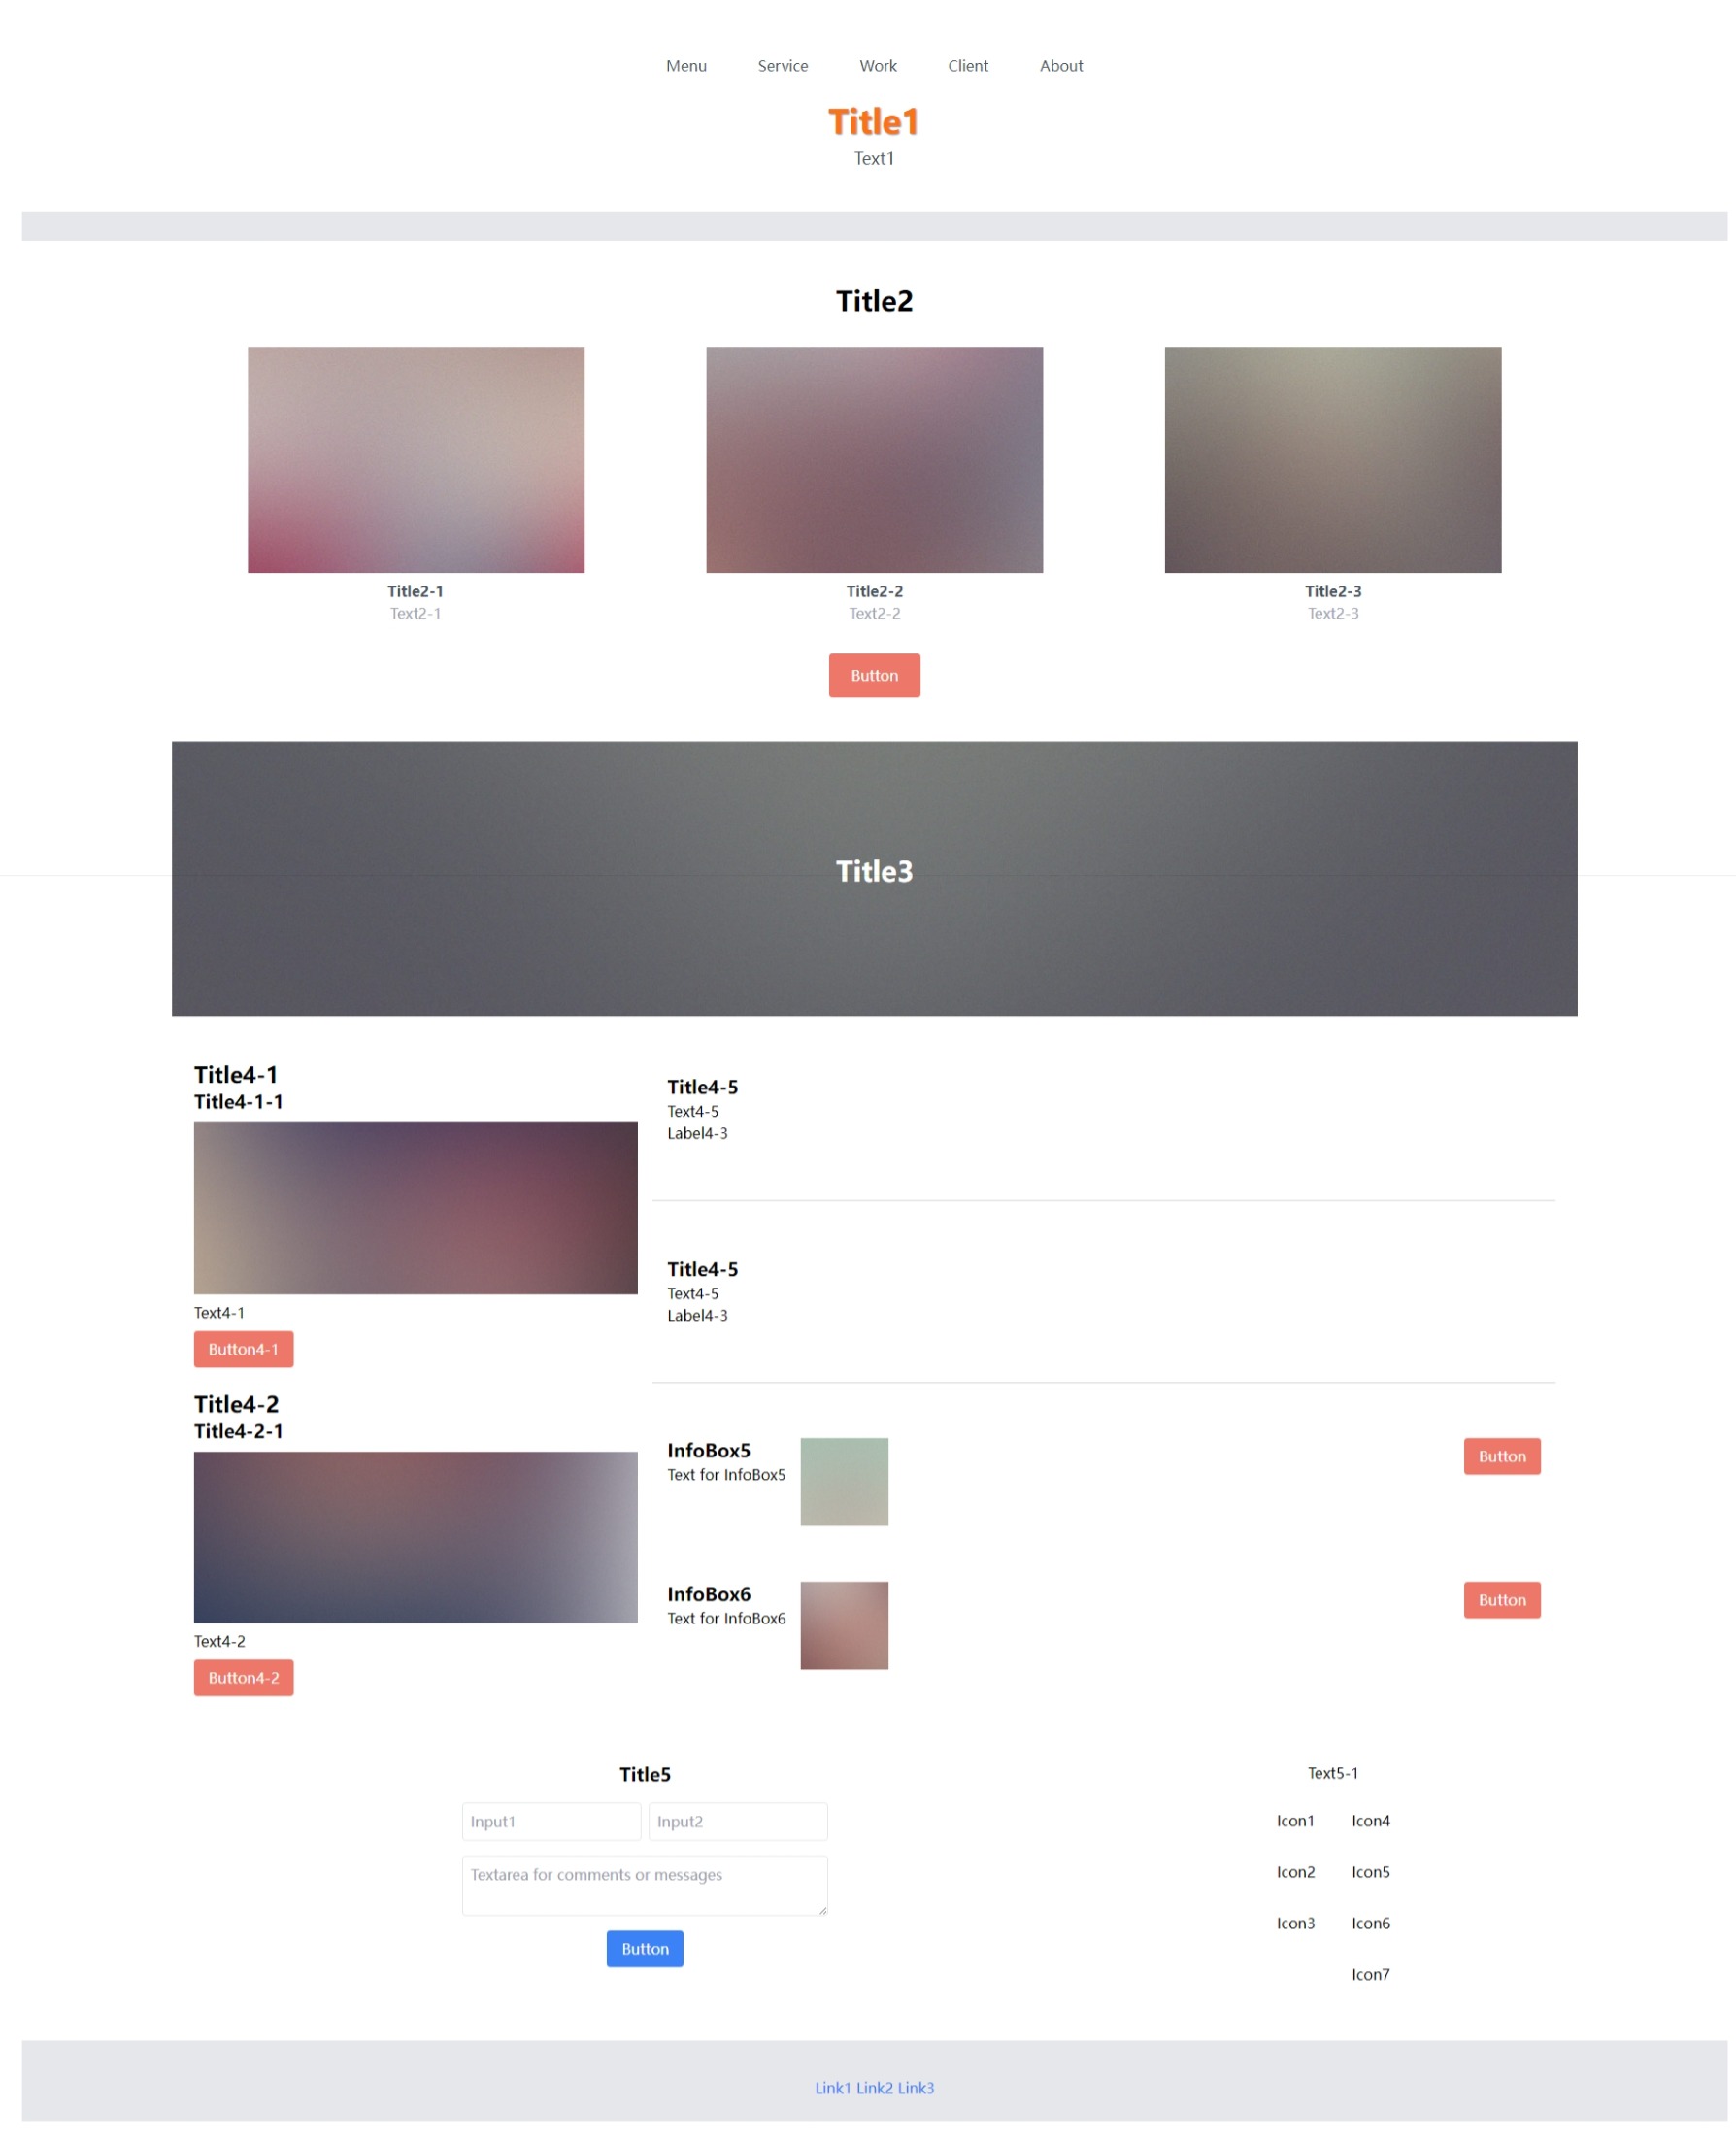 Menu Service Work Client About
Title1
Text1
Title2
Title2-1
Text2-1
Title2-2
Text2-2
Title2-3
Text2-3
Button
Title3
Title4-1
Title4-1-1
Text4-1
Button4-1
Title4-2
Title4-2-1
Text4-2
Button4-2
Title4-5
Text4-5
Label4-3
Title4-5
Text4-5
Label4-3
InfoBox5
Text for InfoBox5
Button
InfoBox6
Text for InfoBox6
Button
Title5
Input1 Input2
Textarea for comments or messages
Button
Text5-1
Icon1 Icon4
Icon2 Icon5
Icon3 Icon6
Icon7
Link1 Link2 Link3